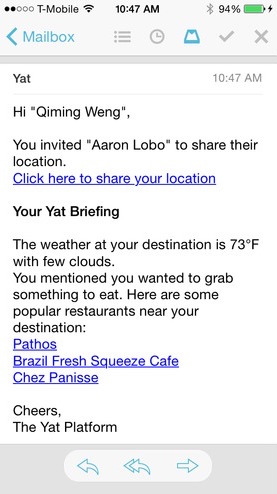 T-Mobile 10:47 AM 94%
Mailbox
Yat 10:47 AM
Hi "Qiming Weng",
You invited "Aaron Lobo" to share their
location.
Click here to share your location
Your Yat Briefing
The weather at your destination is 73°F
with few clouds.
You mentioned you wanted to grab
something to eat. Here are some
popular restaurants near your
destination:
Pathos
Brazil Fresh Squeeze Cafe
Chez Panisse
Cheers,
The Yat Platform